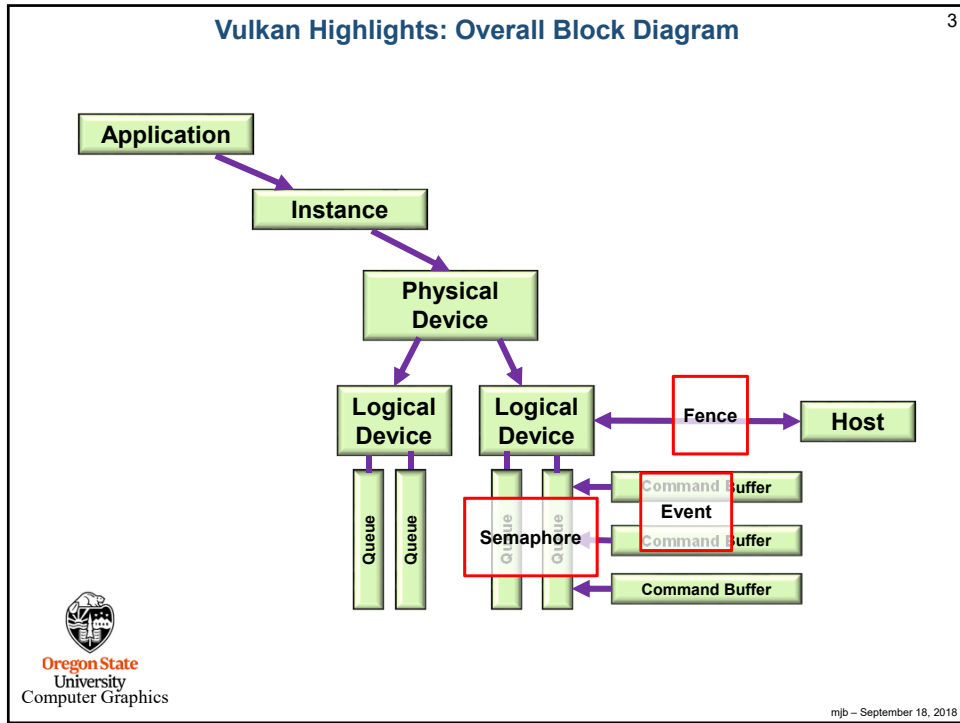 Vulkan Highlights: Overall Block Diagram
3
Application
Instance
Physical
Device
Logical
Device
Logical
Device
Fence
Host
Queue
Queue
Queue
Queue
Semaphore
Command Buffer
Event
Command Buffer
Command Buffer
Oregon State
University
Computer Graphics
mjb – September 18, 2018